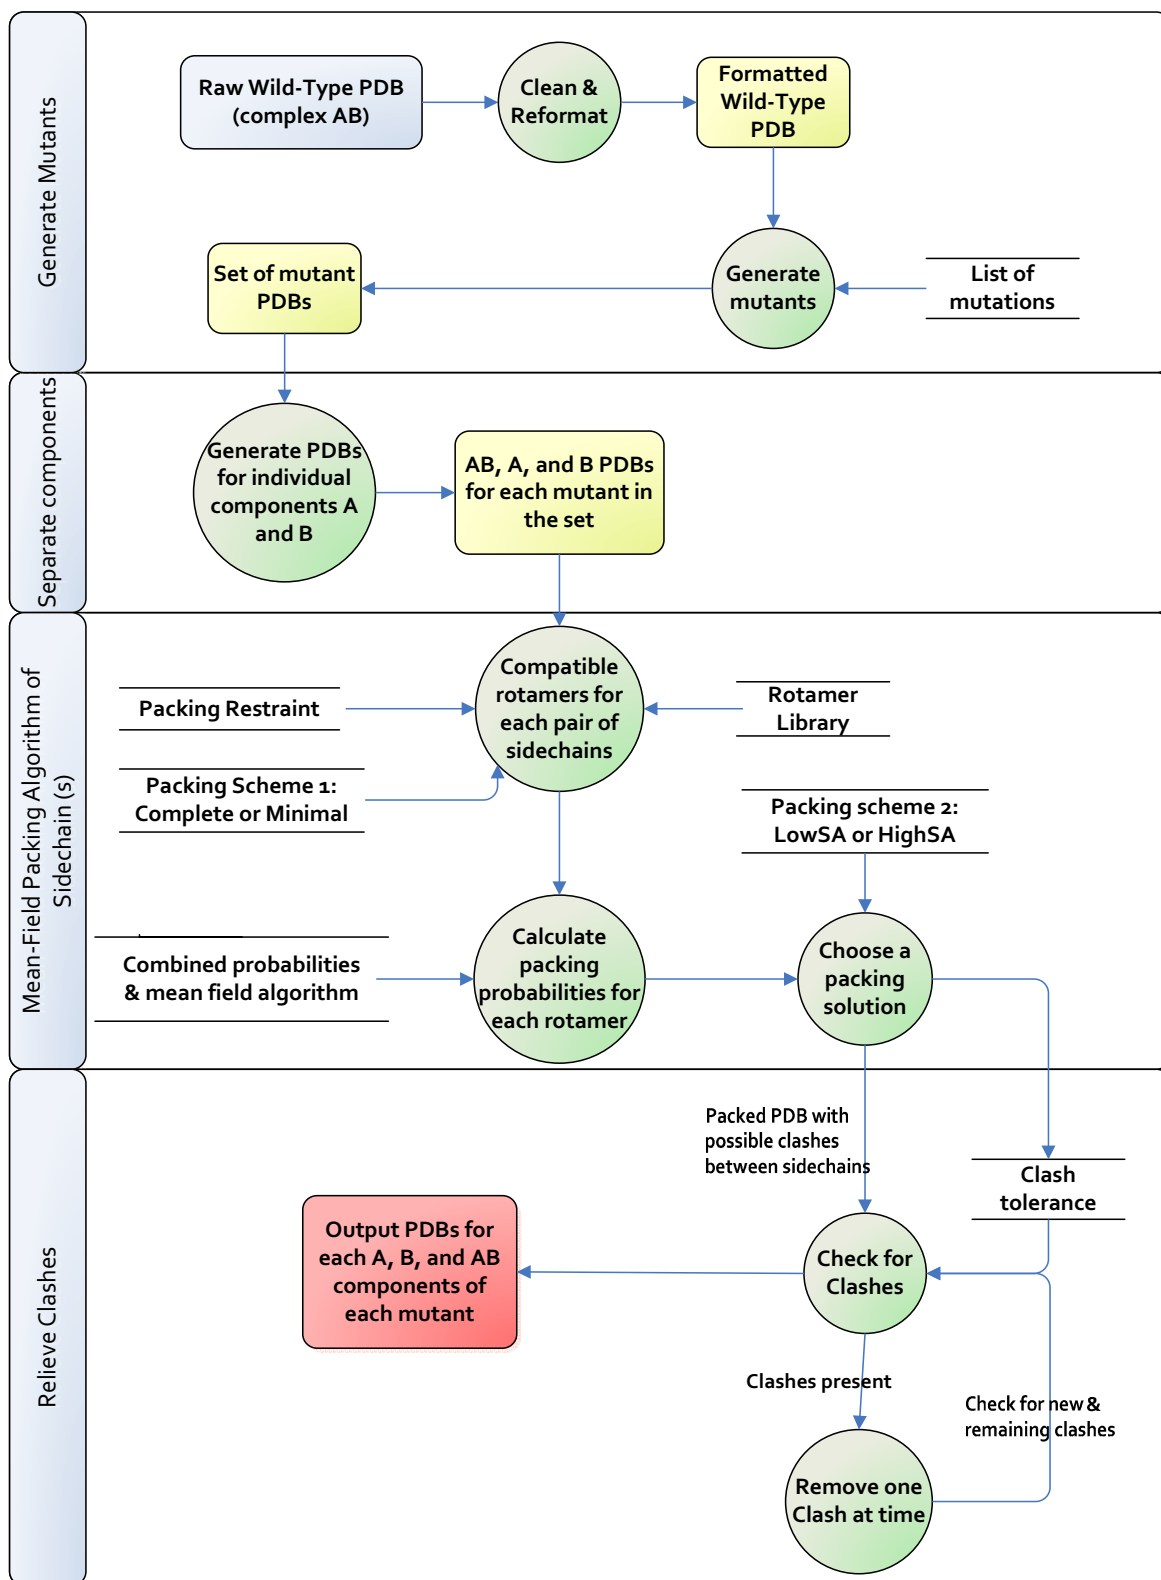 Generate Mutants
Raw Wild-Type PDB
(complex AB)
Clean &
Reformat
Formatted
Wild-Type
PDB
Set of mutant
PDBs
Generate
mutants
List of
mutations
Separate components
Generate PDBs
for individual
components A
and B
AB, A, and B PDBs
for each mutant in
the set
Mean-Field Packing Algorithm of
Sidechain (s)
Compatible
rotamers for
each pair of
sidechains
Packing Restraint
Rotamer
Library
Packing Scheme 1:
Complete or Minimal
Packing scheme 2:
LowSA or HighSA
Combined probabilities
& mean field algorithm
Calculate
packing
probabilities for
each rotamer
Choose a
packing
solution
Relieve Clashes
Packed PDB with
possible clashes
between sidechains
Clash
tolerance
Output PDBs for
each A, B, and AB
components of
each mutant
Check for
Clashes
Clashes present
Check for new &
remaining clashes
Remove one
Clash at time